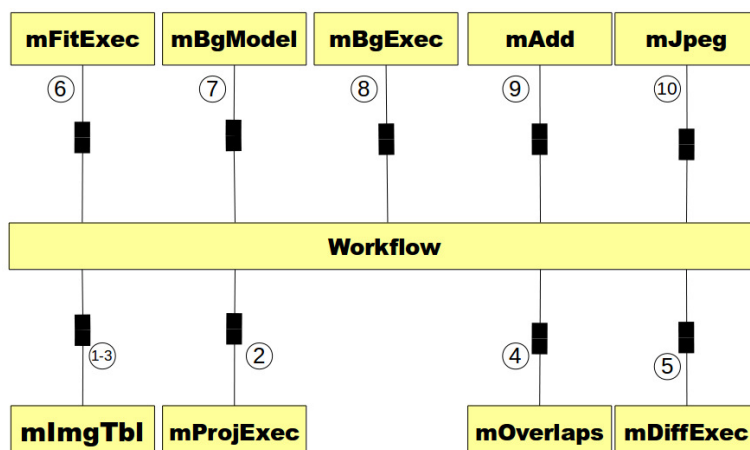 mFitExec mBgModel mBgExec mAdd mJpeg
6 7 8 9 10
Workflow
1-3 2 4 5
mImgTbl mProjExec mOverlaps mDiffExec